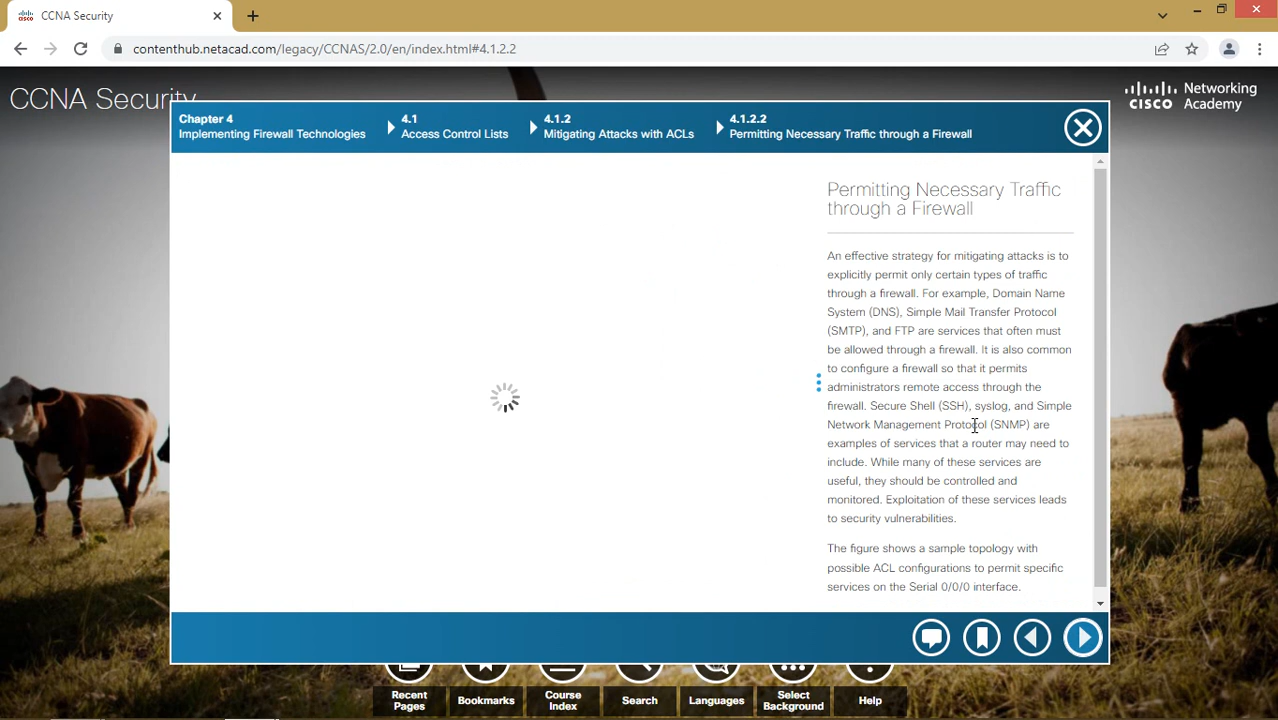 CCNA Security
contenthub.netacad.com/legacy/CCNAS/2.0/en/index.html#4.1.2.2
CCNA Security
Networking
CISCO Academy
Chapter 4
Implementing Firewall Technologies
4.1
Access Control Lists
4.1.2
Mitigating Attacks with ACLs
4.1.2.2
Permitting Necessary Traffic through a Firewall
Permitting Necessary Traffic
through a Firewall
An effective strategy for mitigating attacks is to
explicitly permit only certain types of traffic
through a firewall. For example, Domain Name
System (DNS), Simple Mail Transfer Protocol
(SMTP), and FTP are services that often must
be allowed through a firewall. It is also common
to configure a firewall so that it permits
administrators remote access through the
firewall. Secure Shell (SSH), syslog, and Simple
Network Management Protocol (SNMP) are
examples of services that a router may need to
include. While many of these services are
useful, they should be controlled and
monitored. Exploitation of these services leads
to security vulnerabilities.
The figure shows a sample topology with
possible ACL configurations to permit specific
services on the Serial 0/0/0 interface.
Recent
Pages
Bookmarks
Course
Index
Search
Languages
Select
Background
Help